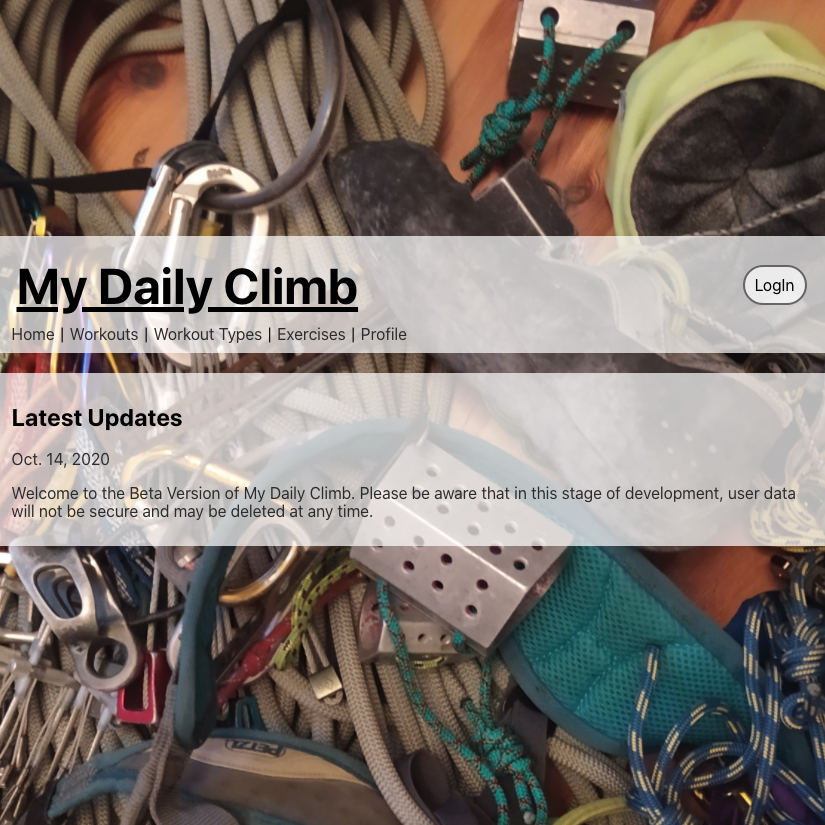 My Daily Climb
LogIn
Home | Workouts | Workout Types | Exercises | Profile
Latest Updates
Oct. 14, 2020
Welcome to the Beta Version of My Daily Climb. Please be aware that in this stage of development, user data
will not be secure and may be deleted at any time.
PETZL